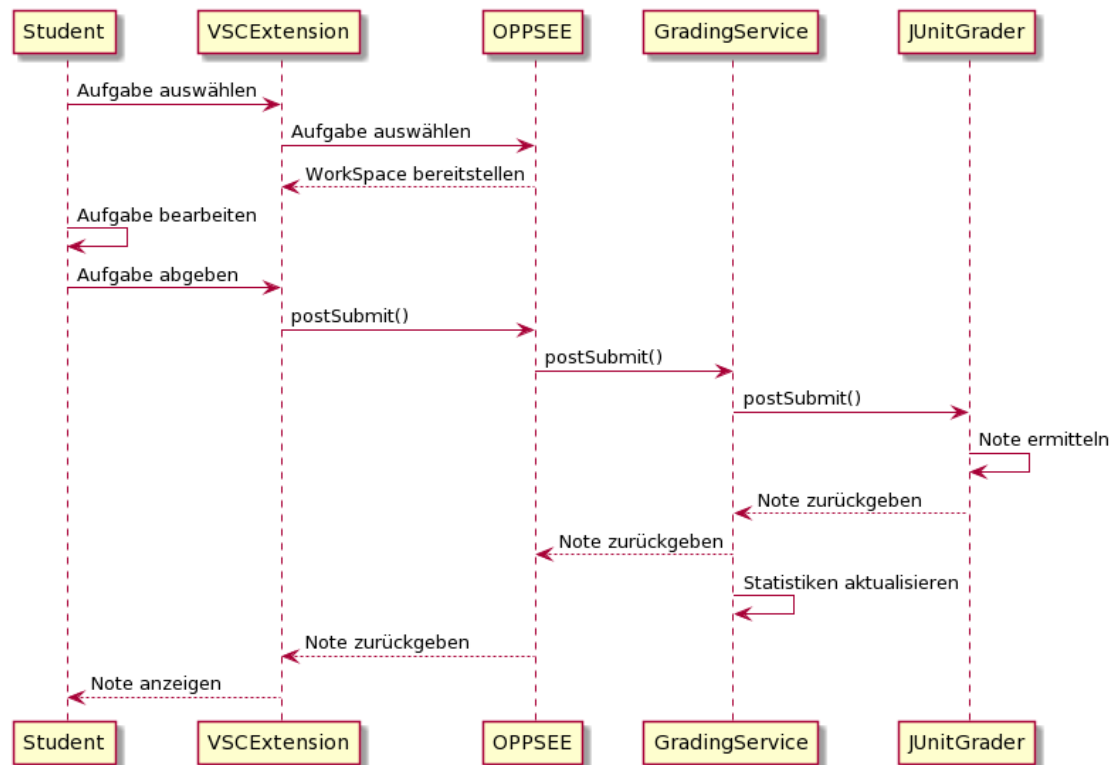 Student VSCExtension OPPSEE GradingService JUnitGrader
Aufgabe auswählen
Aufgabe auswählen
WorkSpace bereitstellen
Aufgabe bearbeiten
Aufgabe abgeben
postSubmit()
postSubmit()
postSubmit()
Note ermitteln
Note zurückgeben
Note zurückgeben
Statistiken aktualisieren
Note zurückgeben
Note anzeigen
Student VSCExtension OPPSEE GradingService JUnitGrader